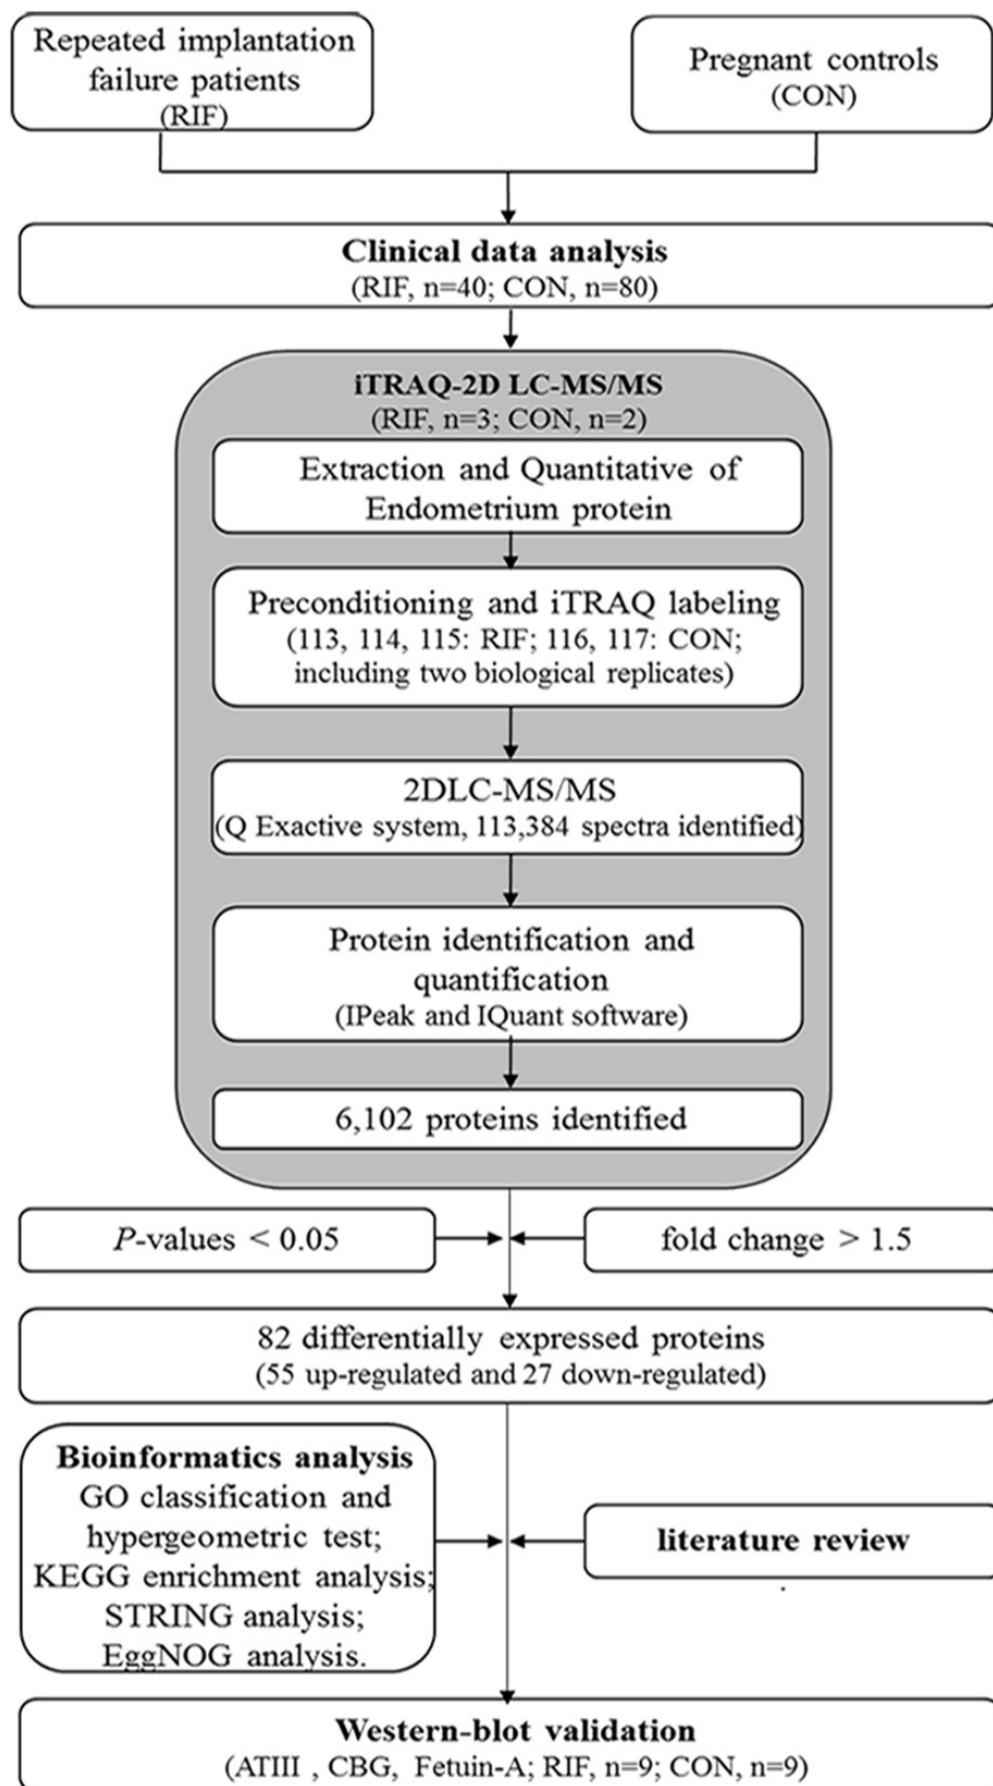 Repeated implantation
failure patients
(RIF)
Pregnant controls
(CON)
Clinical data analysis
(RIF, n=40; CON, n=80)
iTRAQ-2D LC-MS/MS
(RIF, n=3; CON, n=2)
Extraction and Quantitative of
Endometrium protein
Preconditioning and iTRAQ labeling
(113, 114, 115: RIF; 116, 117: CON;
including two biological replicates)
2DLC-MS/MS
(Q Exactive system, 113,384 spectra identified)
Protein identification and
quantification
(IPeak and IQuant software)
6,102 proteins identified
P-values < 0.05
fold change > 1.5
82 differentially expressed proteins
(55 up-regulated and 27 down-regulated)
Bioinformatics analysis
GO classification and
hypergeometric test;
KEGG enrichment analysis;
STRING analysis;
EggNOG analysis.
literature review
Western-blot validation
(ATIII , CBG, Fetuin-A; RIF, n=9; CON, n=9)